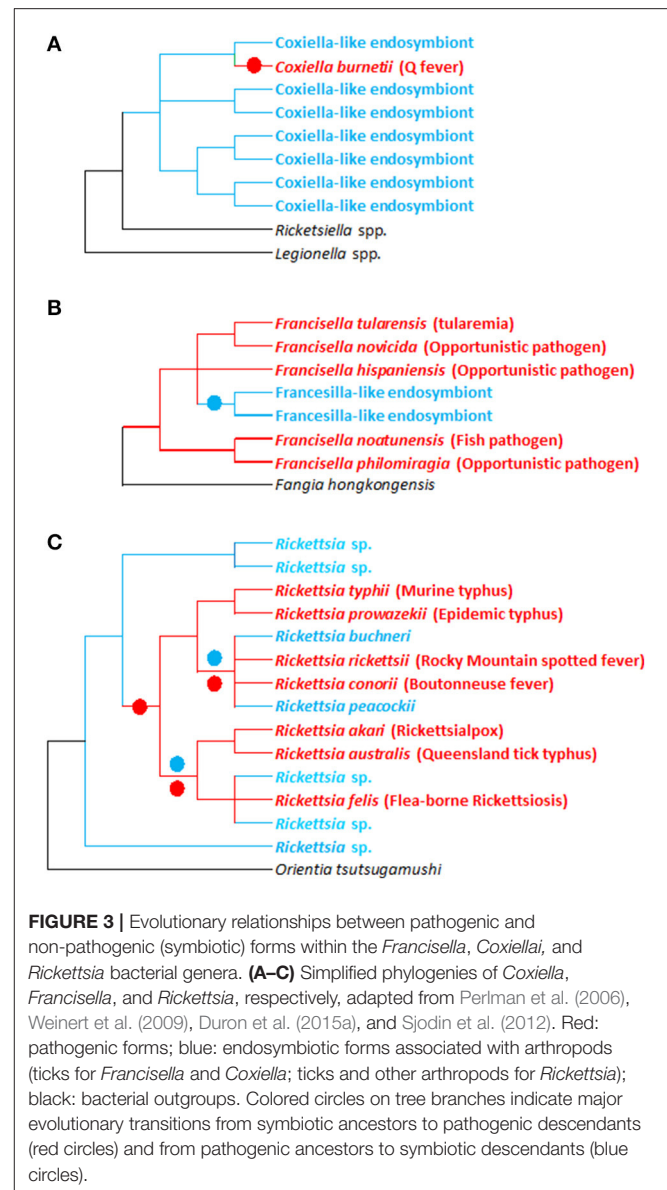 A
Coxiella-like endosymbiont
Coxiella burnetii (Q fever)
Coxiella-like endosymbiont
Coxiella-like endosymbiont
Coxiella-like endosymbiont
Coxiella-like endosymbiont
Coxiella-like endosymbiont
Coxiella-like endosymbiont
Ricketsiella spp.
Legionella spp.
B
Francisella tularensis (tularemia)
Francisella novicida (Opportunistic pathogen)
Francisella hispaniensis (Opportunistic pathogen)
Francesilla-like endosymbiont
Francesilla-like endosymbiont
Francisella noatunensis (Fish pathogen)
Francisella philomiragia (Opportunistic pathogen)
Fangia hongkongensis
C
Rickettsia sp.
Rickettsia sp.
Rickettsia typhii (Murine typhus)
Rickettsia prowazekii (Epidemic typhus)
Rickettsia buchneri
Rickettsia rickettsii (Rocky Mountain spotted fever)
Rickettsia conorii (Boutonneuse fever)
Rickettsia peacockii
Rickettsia akari (Rickettsialpox)
Rickettsia australis (Queensland tick typhus)
Rickettsia sp.
Rickettsia felis (Flea-borne Rickettsiosis)
Rickettsia sp.
Rickettsia sp.
Orientia tsutsugamushi
FIGURE 3 | Evolutionary relationships between pathogenic and
non-pathogenic (symbiotic) forms within the Francisella, Coxiellai, and
Rickettsia bacterial genera. (A–C) Simplified phylogenies of Coxiella,
Francisella, and Rickettsia, respectively, adapted from Perlman et al. (2006),
Weinert et al. (2009), Duron et al. (2015a), and Sjodin et al. (2012). Red:
pathogenic forms; blue: endosymbiotic forms associated with arthropods
(ticks for Francisella and Coxiella; ticks and other arthropods for Rickettsia);
black: bacterial outgroups. Colored circles on tree branches indicate major
evolutionary transitions from symbiotic ancestors to pathogenic descendants
(red circles) and from pathogenic ancestors to symbiotic descendants (blue
circles).